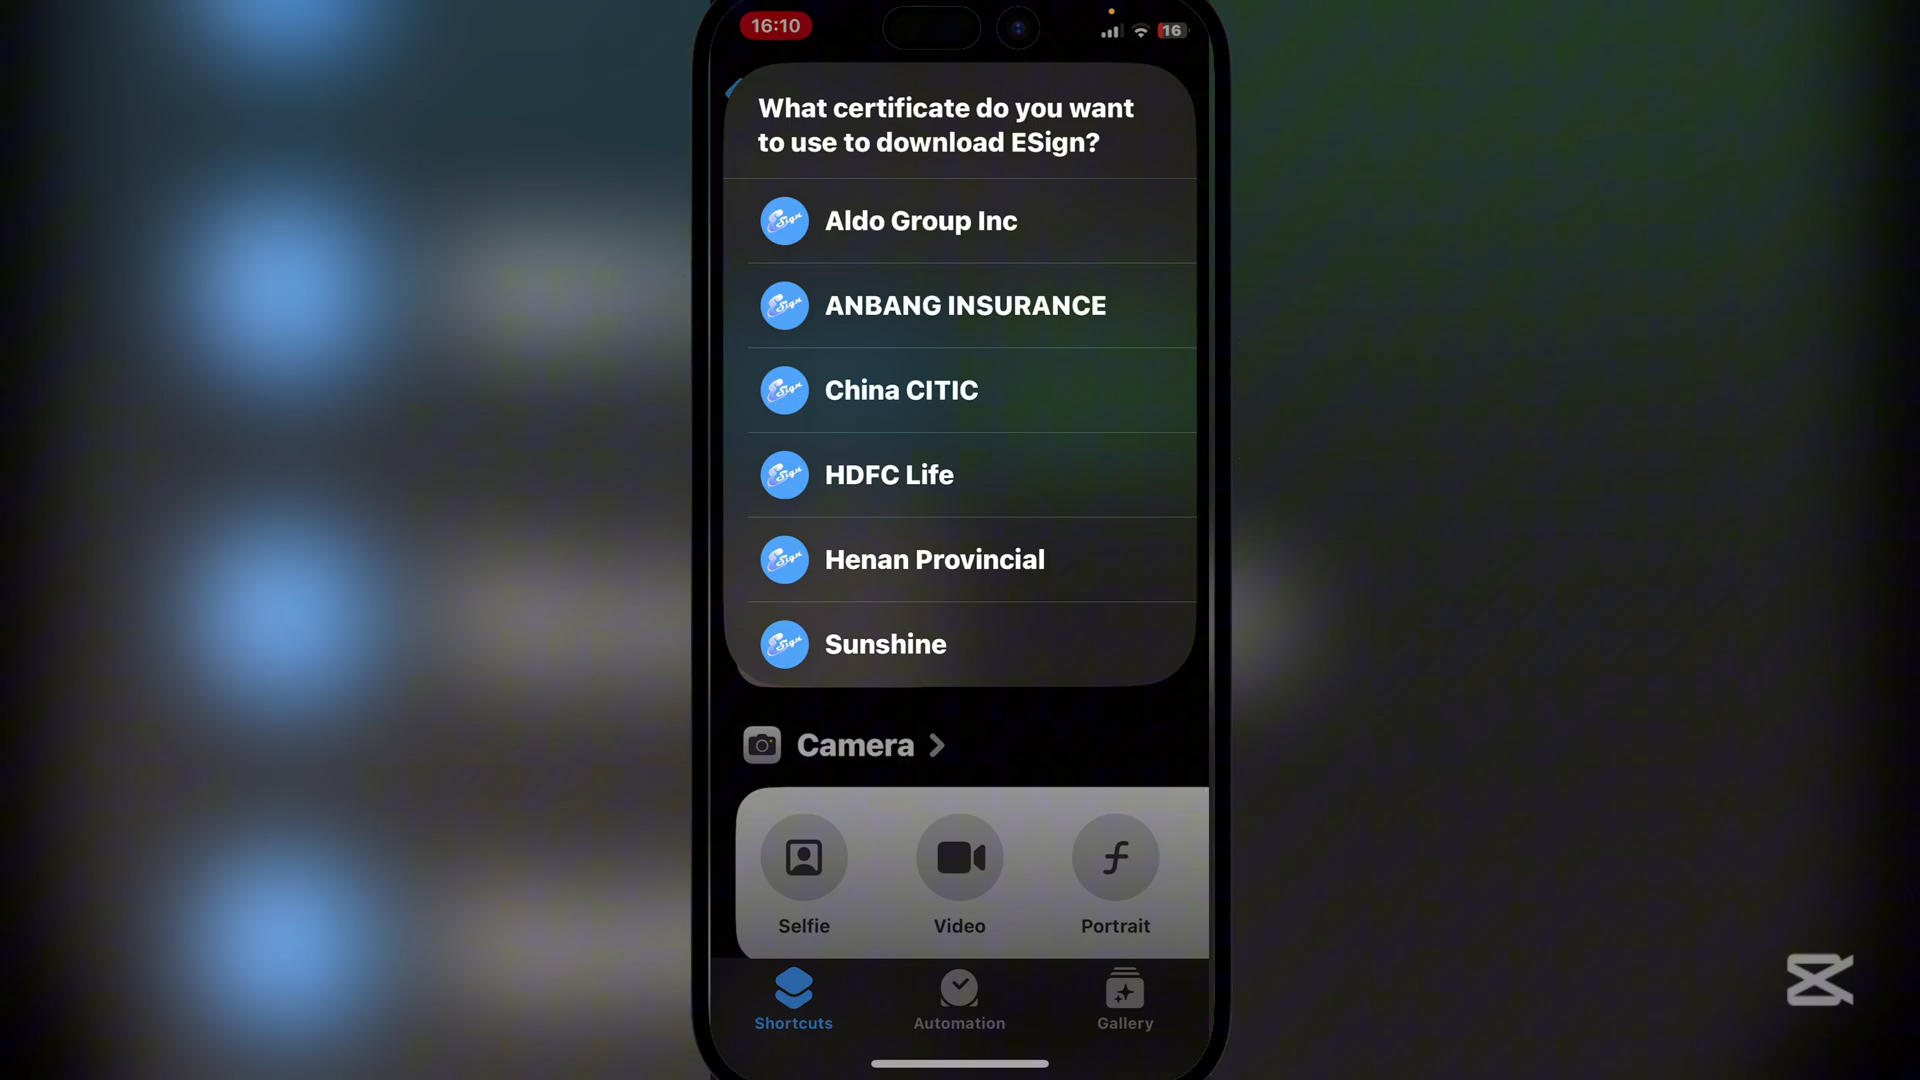 16:10
16
What certificate do you want
to use to download ESign?
Aldo Group Inc
ANBANG INSURANCE
China CITIC
HDFC Life
Henan Provincial
Sunshine
Camera
Selfie
Video
Portrait
Shortcuts
Automation
Gallery